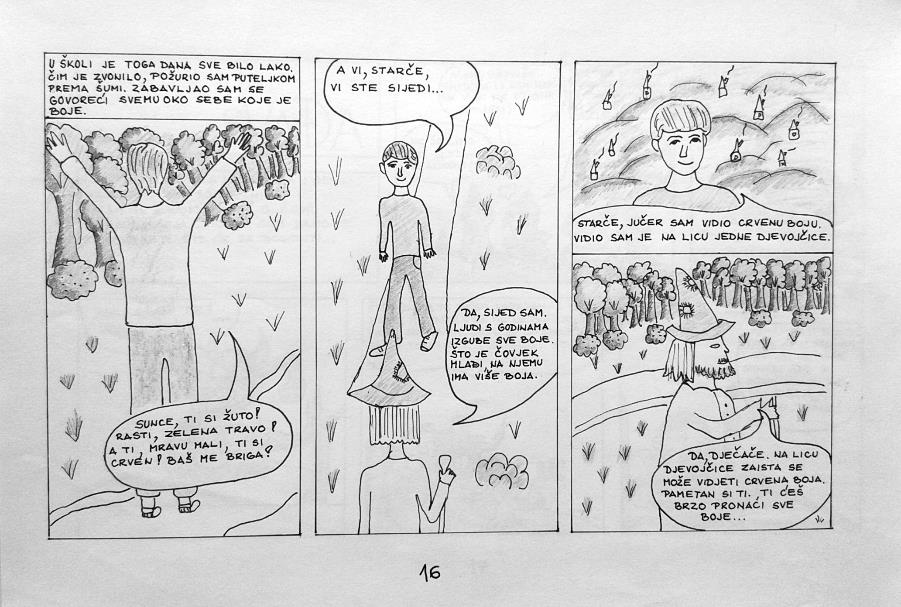 U ŠKOLI JE TOGA DANA SVE BILO LAKO.
ČIM JE ZVONILO, POŽURIO SAM PUTELJKOM
PREMA ŠUMI. ZABAVLJAO SAM SE
GOVOREĆI SVEMU OKO SEBE KOJE JE
BOJE.
SUNCE, TI SI ŽUTO!
RASTI, ZELENA TRAVO!
A TI, MRAVU MALI, TI SI
CRVEN! BAŠ ME BRIGA!
A VI, STARČE,
VI STE SIJEDI...
DA, SIJED SAM.
LJUDI S GODINAMA
IZGUBE SVE BOJE.
ŠTO JE ČOVJEK
MLAĐI, NA NJEMU
IMA VIŠE BOJA.
STARČE, JUČER SAM VIDIO CRVENU BOJU.
VIDIO SAM JE NA LICU JEDNE DJEVOJČICE.
DA, DJEČAČE. NA LICU
DJEVOJČICE ZAISTA SE
MOŽE VIDJETI CRVENA BOJA.
PAMETAN SI TI. TI ĆEŠ
BRZO PRONAĆI SVE
BOJE...
16